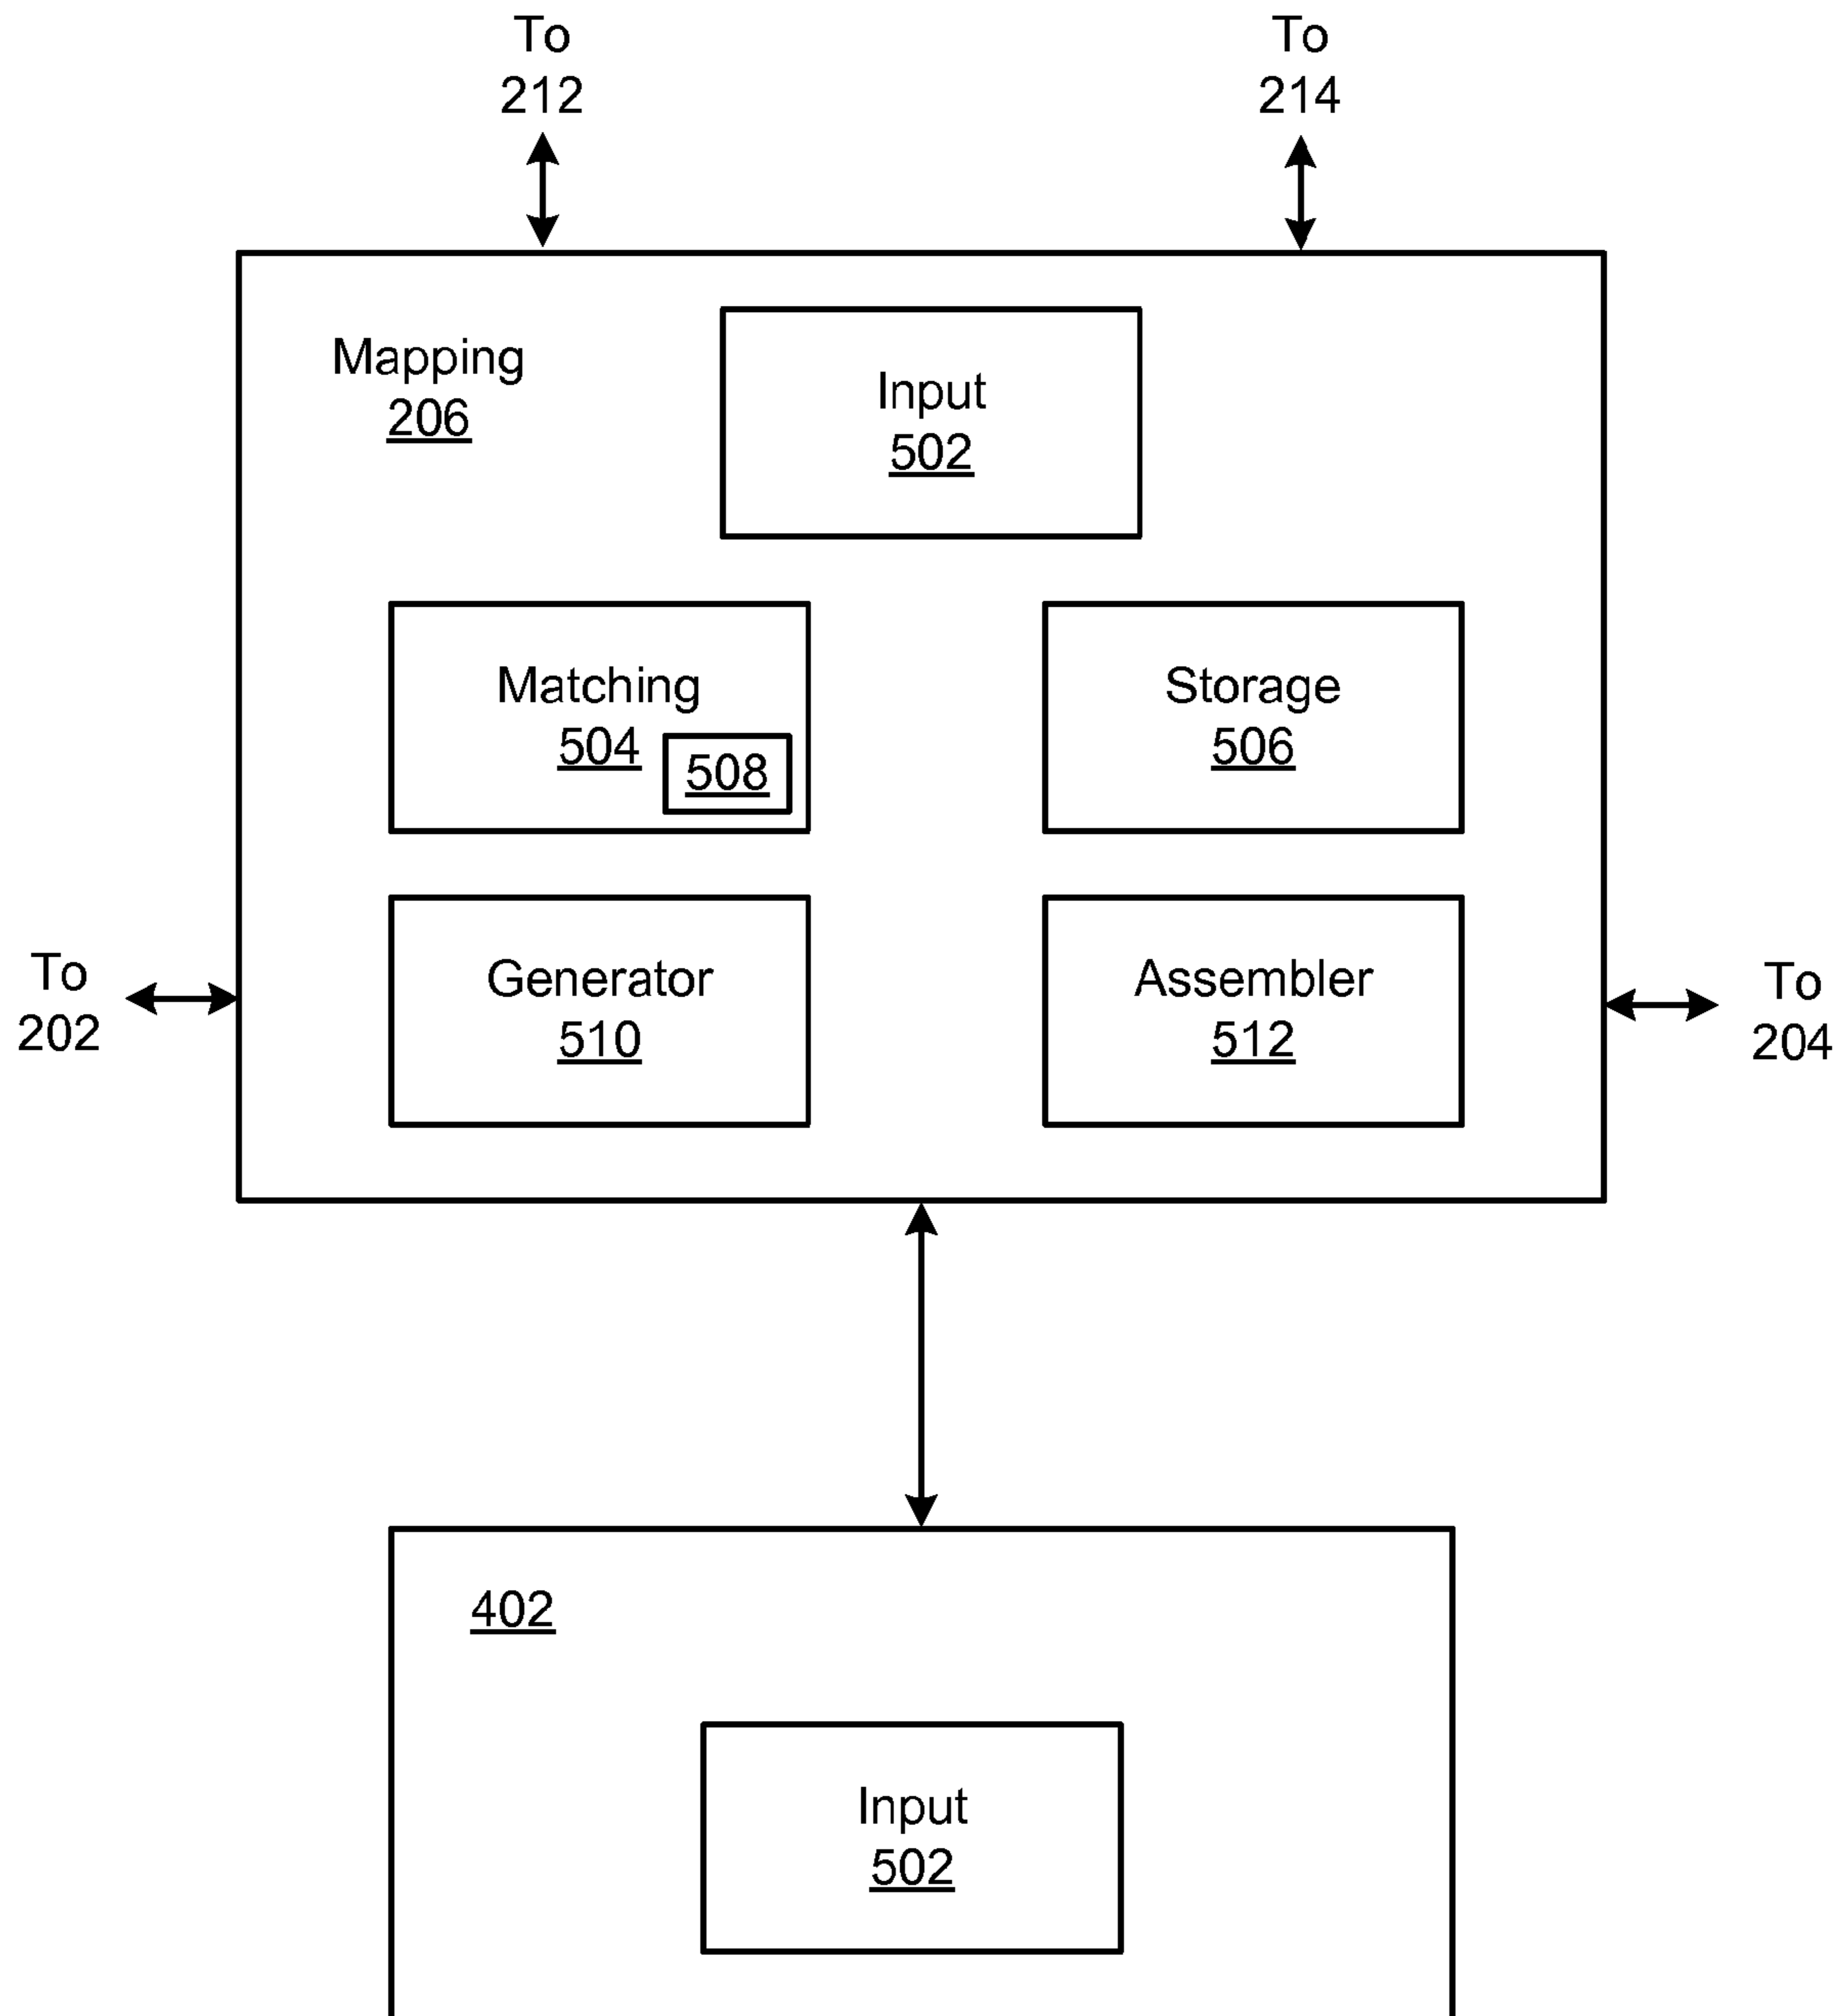 To
212
To
214
Mapping
206
Input
502
Matching
504
508
Storage
506
Generator
510
Assembler
512
To
202
To
204
402
Input
502